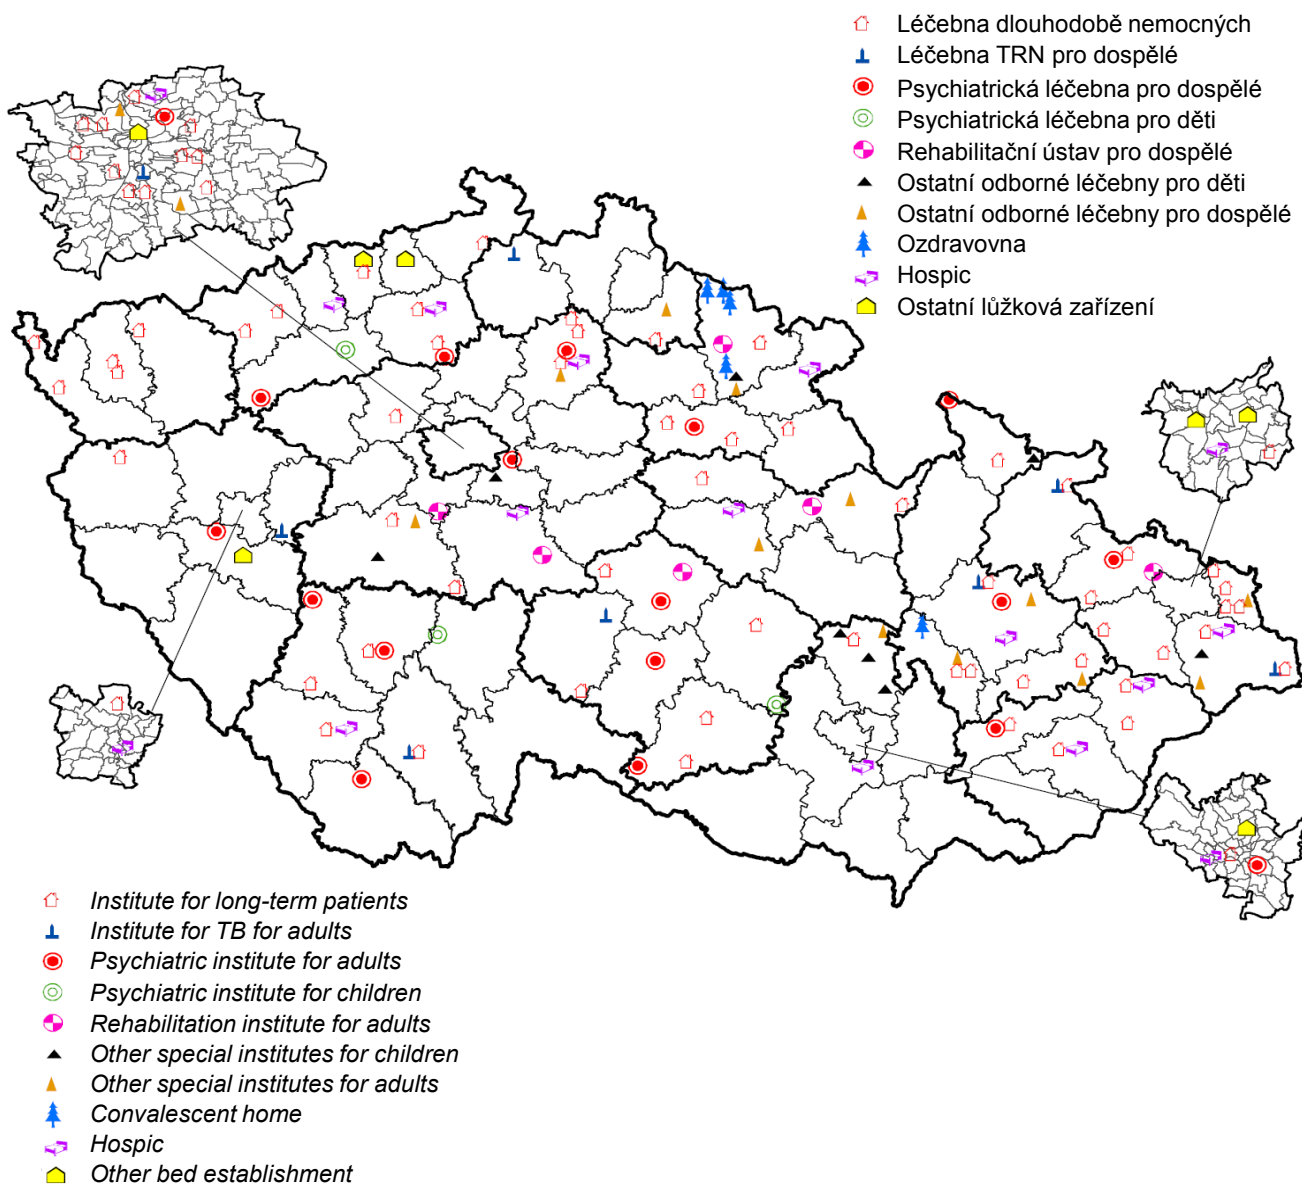 Léčebna dlouhodobě nemocných
Léčebna TRN pro dospělé
Psychiatrická léčebna pro dospělé
Psychiatrická léčebna pro děti
Rehabilitační ústav pro dospělé
Ostatní odborné léčebny pro děti
Ostatní odborné léčebny pro dospělé
Ozdravovna
Hospic
Ostatní lůžková zařízení
Institute for long-term patients
Institute for TB for adults
Psychiatric institute for adults
Psychiatric institute for children
Rehabilitation institute for adults
Other special institutes for children
Other special institutes for adults
Convalescent home
Hospic
Other bed establishment